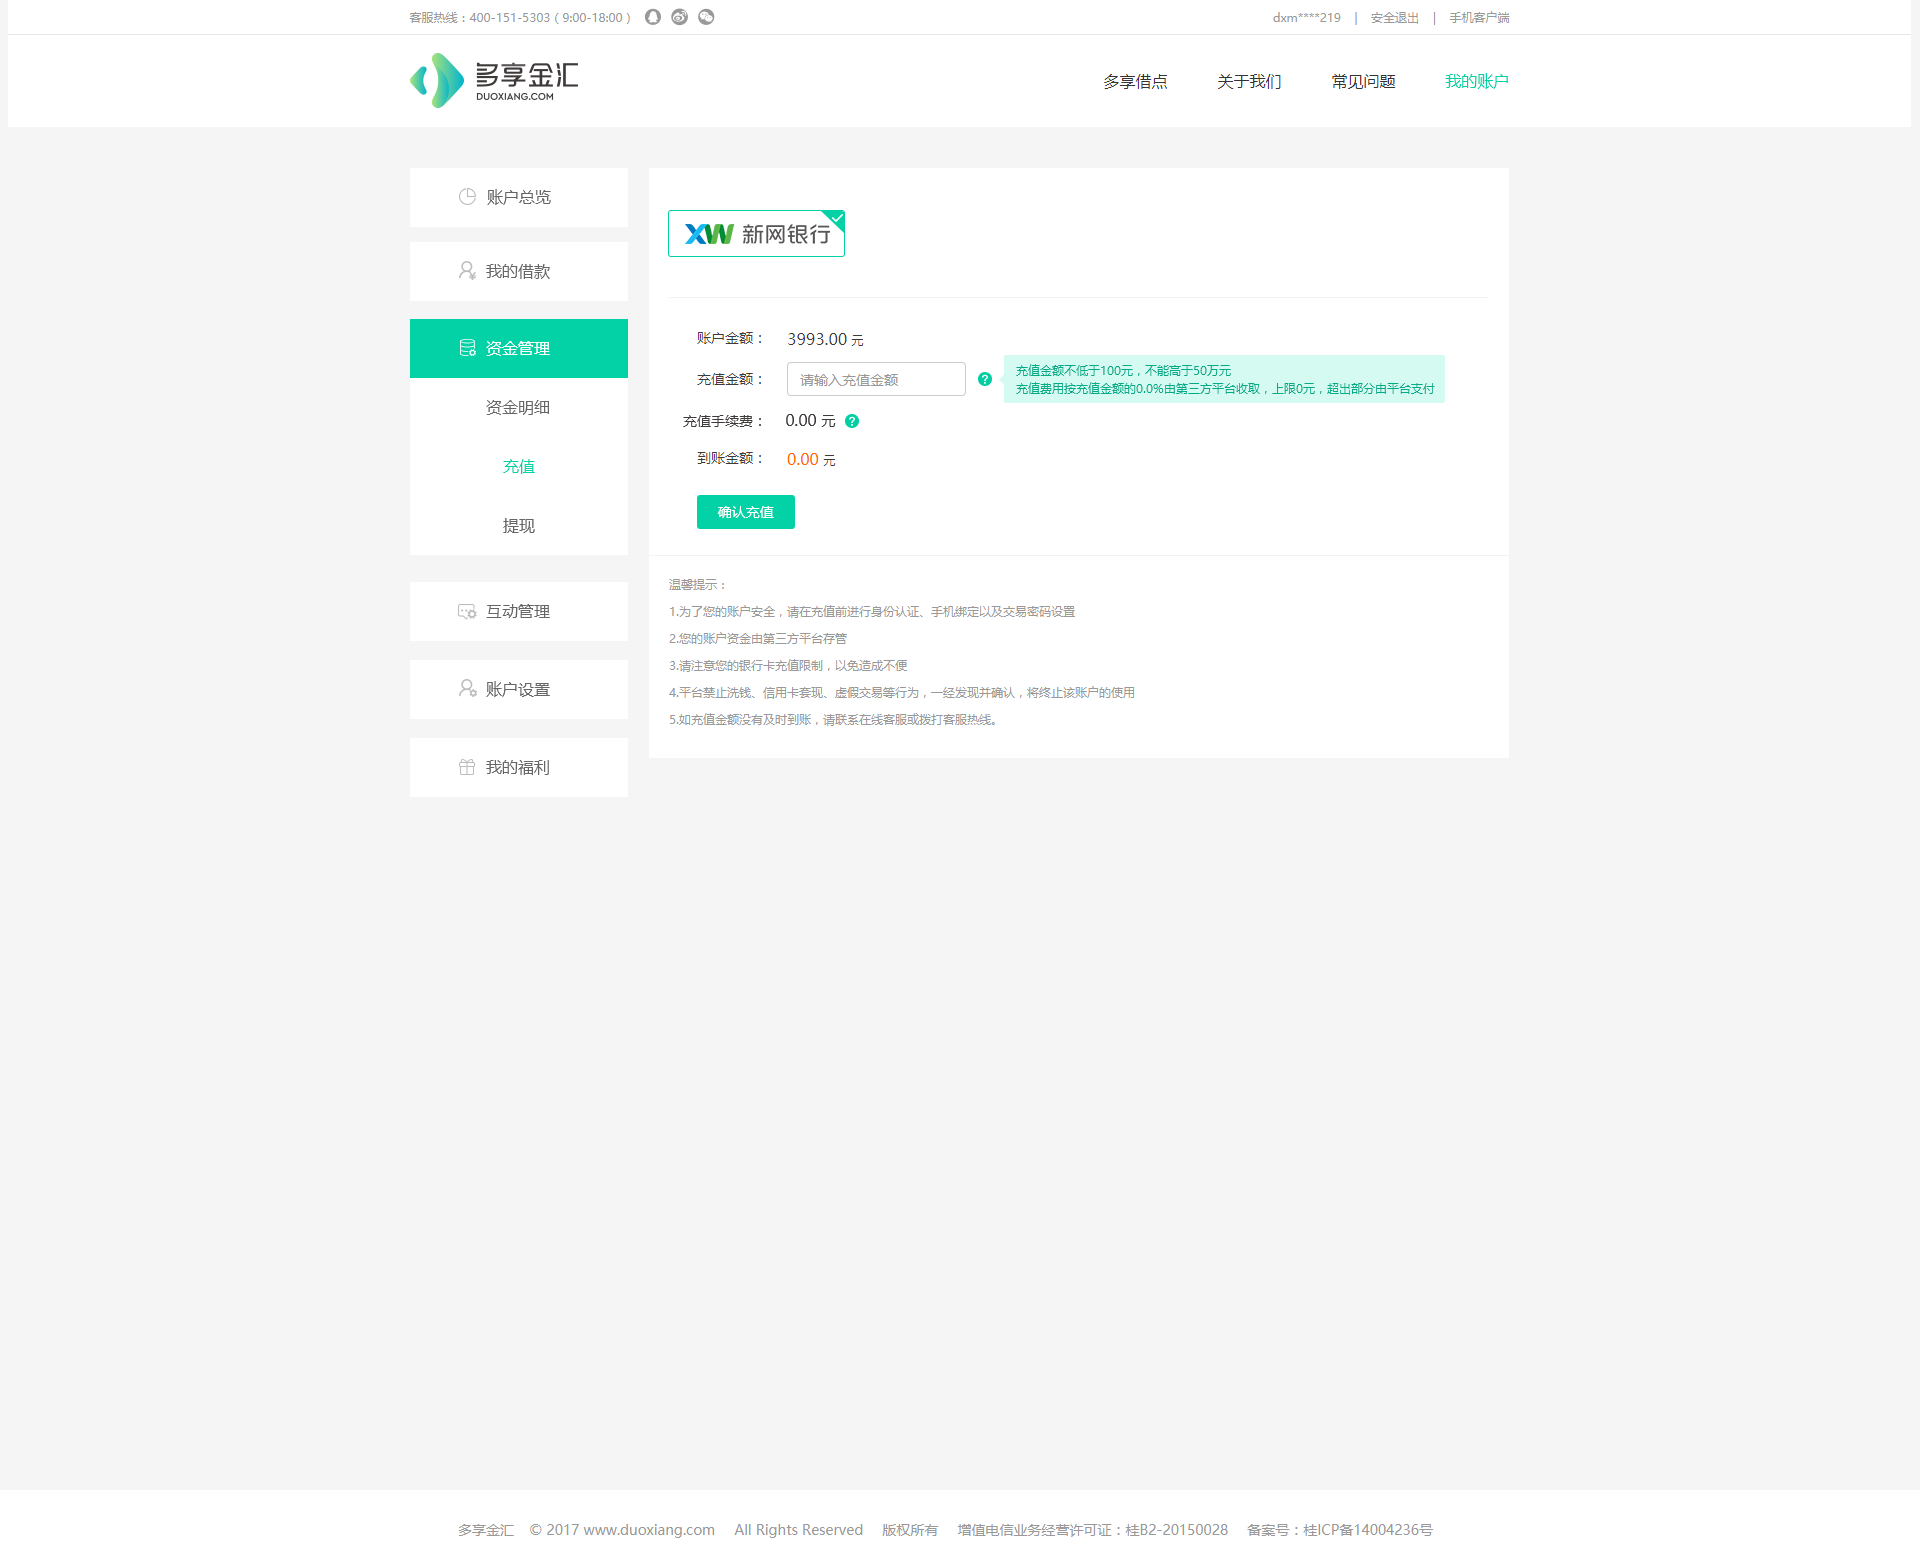 客服热线：400-151-5303（9:00-18:00）
dxm****219 | 安全退出 | 手机客户端
多享金汇
DUOXIANG.COM
多享借点 关于我们 常见问题 我的账户
账户总览
我的借款
资金管理
资金明细
充值
提现
互动管理
账户设置
我的福利
XW 新网银行
账户金额： 3993.00 元
充值金额： 请输入充值金额 ?
充值金额不低于100元，不能高于50万元
充值费用按充值金额的0.0%由第三方平台收取，上限0元，超出部分由平台支付
充值手续费： 0.00 元 ?
到账金额： 0.00 元
确认充值
温馨提示：
1.为了您的账户安全，请在充值前进行身份认证、手机绑定以及交易密码设置
2.您的账户资金由第三方平台存管
3.请注意您的银行卡充值限制，以免造成不便
4.平台禁止洗钱、信用卡套现、虚假交易等行为，一经发现并确认，将终止该账户的使用
5.如充值金额没有及时到账，请联系在线客服或拨打客服热线。
多享金汇 © 2017 www.duoxiang.com All Rights Reserved 版权所有 增值电信业务经营许可证：桂B2-20150028 备案号：桂ICP备14004236号